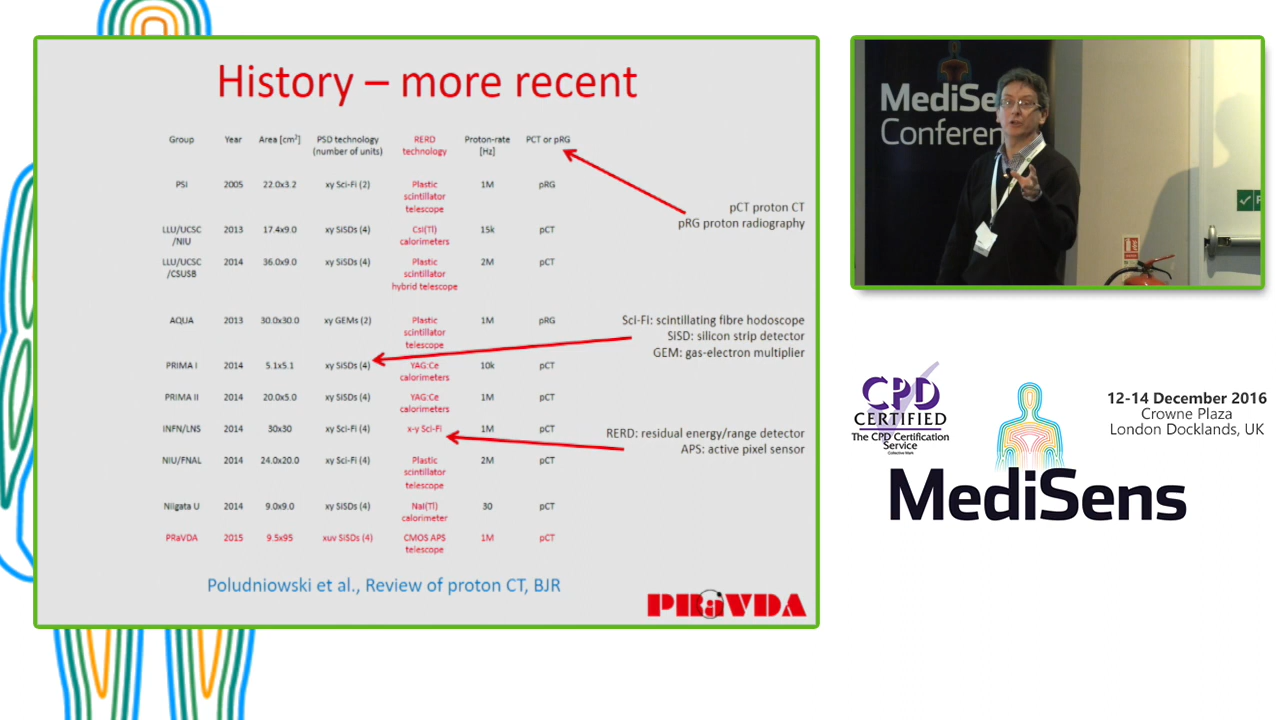 History – more recent
Group Year Area [cm²] PSD technology (number of units) RERD technology Proton-rate [Hz] PCT or pRG
PSI 2005 22.0x3.2 xy Sci-Fi (2) Plastic scintillator telescope 1M pRG
LLU/UCSC /NIU 2013 17.4x9.0 xy SiSDs (4) CsI(Tl) calorimeters 15k pCT
LLU/UCSC /CSUSB 2014 36.0x9.0 xy SiSDs (4) Plastic scintillator hybrid telescope 2M pCT
AQUA 2013 30.0x30.0 xy GEMs (2) Plastic scintillator telescope 1M pRG
PRIMA I 2014 5.1x5.1 xy SiSDs (4) YAG:Ce calorimeters 10k pCT
PRIMA II 2014 20.0x5.0 xy SiSDs (4) YAG:Ce calorimeters 1M pCT
INFN/LNS 2014 30x30 xy Sci-Fi (4) x-y Sci-Fi 1M pCT
NIU/FNAL 2014 24.0x20.0 xy Sci-Fi (4) Plastic scintillator telescope 2M pCT
Niigata U 2014 9.0x9.0 xy SiSDs (4) NaI(Tl) calorimeter 30 pCT
PRaVDA 2015 9.5x95 xuv SiSDs (4) CMOS APS telescope 1M pCT
pCT proton CT
pRG proton radiography
Sci-Fi: scintillating fibre hodoscope
SiSD: silicon strip detector
GEM: gas-electron multiplier
RERD: residual energy/range detector
APS: active pixel sensor
Poludniowski et al., Review of proton CT, BJR
PRaVDA
MediSe
Conferen
CPD
CERTIFIED
The CPD Certification
Service
Collective Mark
12-14 December 2016
Crowne Plaza
London Docklands, UK
MediSens